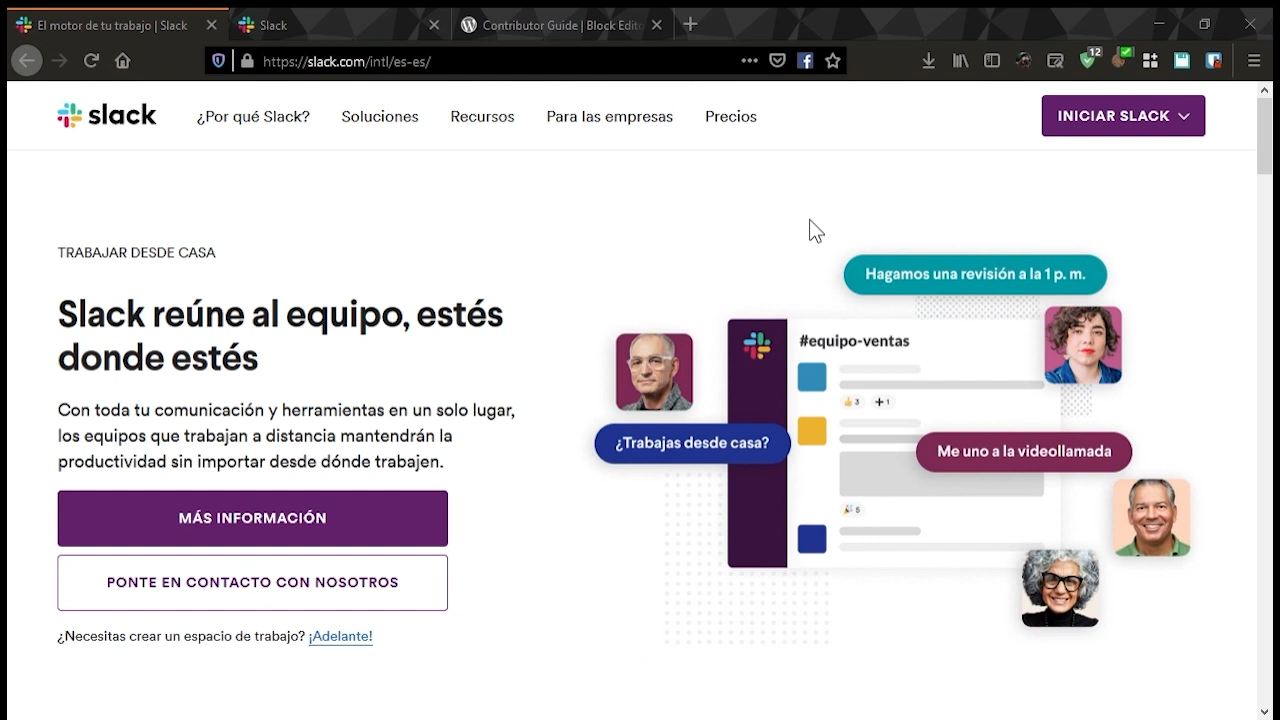 El motor de tu trabajo | Slack
Slack
Contributor Guide | Block Edito
https://slack.com/intl/es-es/
12
slack
¿Por qué Slack?
Soluciones
Recursos
Para las empresas
Precios
INICIAR SLACK
TRABAJAR DESDE CASA
Slack reúne al equipo, estés
donde estés
Con toda tu comunicación y herramientas en un solo lugar,
los equipos que trabajan a distancia mantendrán la
productividad sin importar desde dónde trabajen.
MÁS INFORMACIÓN
PONTE EN CONTACTO CON NOSOTROS
¿Necesitas crear un espacio de trabajo? ¡Adelante!
Hagamos una revisión a la 1 p. m.
#equipo-ventas
3
1
¿Trabajas desde casa?
Me uno a la videollamada
5